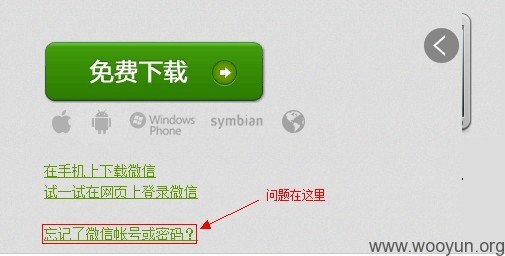 免费下载
Windows Phone
symbian
在手机上下载微信
试一试在网页上登录微信
问题在这里
忘记了微信帐号或密码?
www.wooyun.org